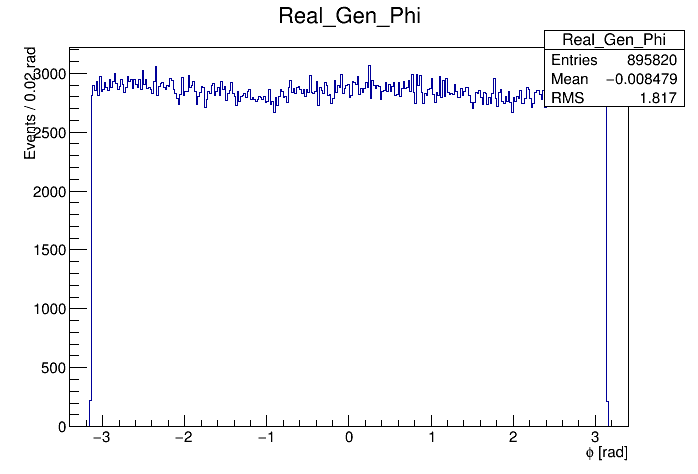 Real_Gen_Phi
Real_Gen_Phi
Entries 895820
Mean −0.008479
RMS 1.817
Events / 0.02 rad
3000
2500
2000
1500
1000
500
0
−3 −2 −1 0 1 2 3
ϕ [rad]